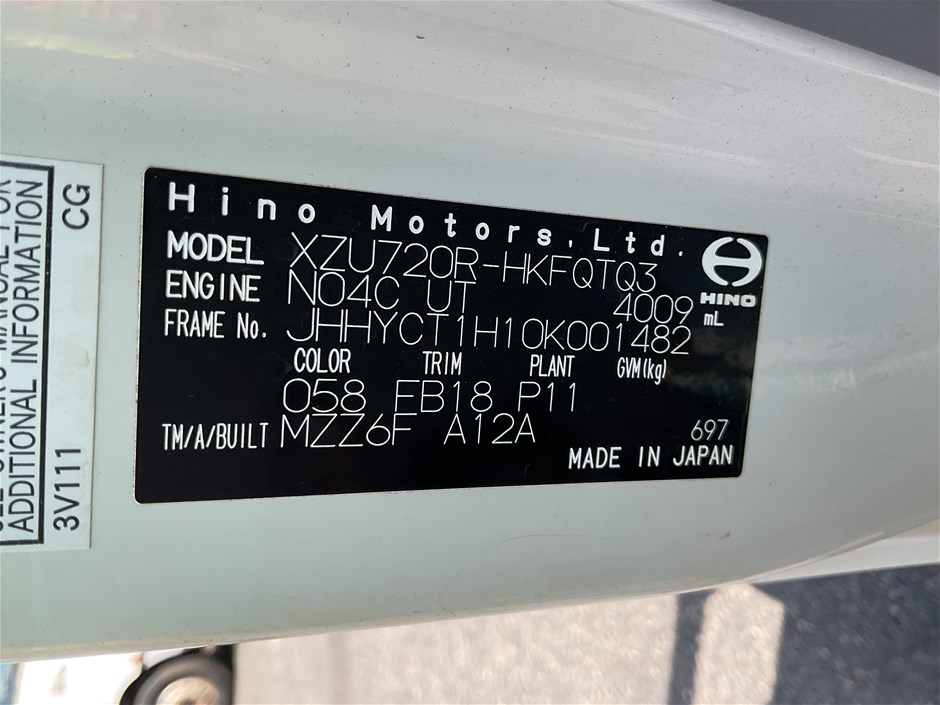 Hino Motors, Ltd.
HINO
MODEL XZU720R-HKFQTQ3
ENGINE N04C UT 4009 mL
FRAME No. JHHYCT1H10K001482
COLOR TRIM PLANT GVM(kg)
058 FB18 P11
TM/A/BUILT MZZ6F A12A
697
MADE IN JAPAN
ADDITIONAL INFORMATION
3V111 CG